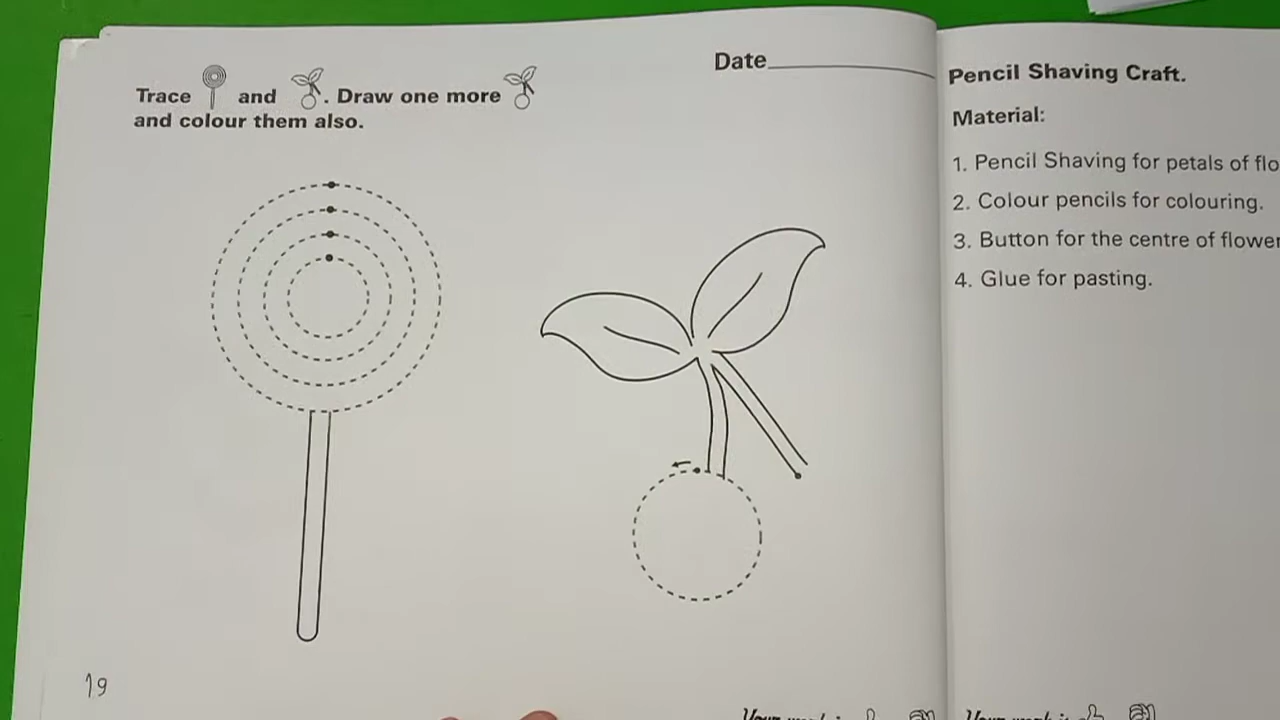 Date
Trace and . Draw one more
and colour them also.
19
Pencil Shaving Craft.
Material:
1. Pencil Shaving for petals of flo
2. Colour pencils for colouring.
3. Button for the centre of flower
4. Glue for pasting.